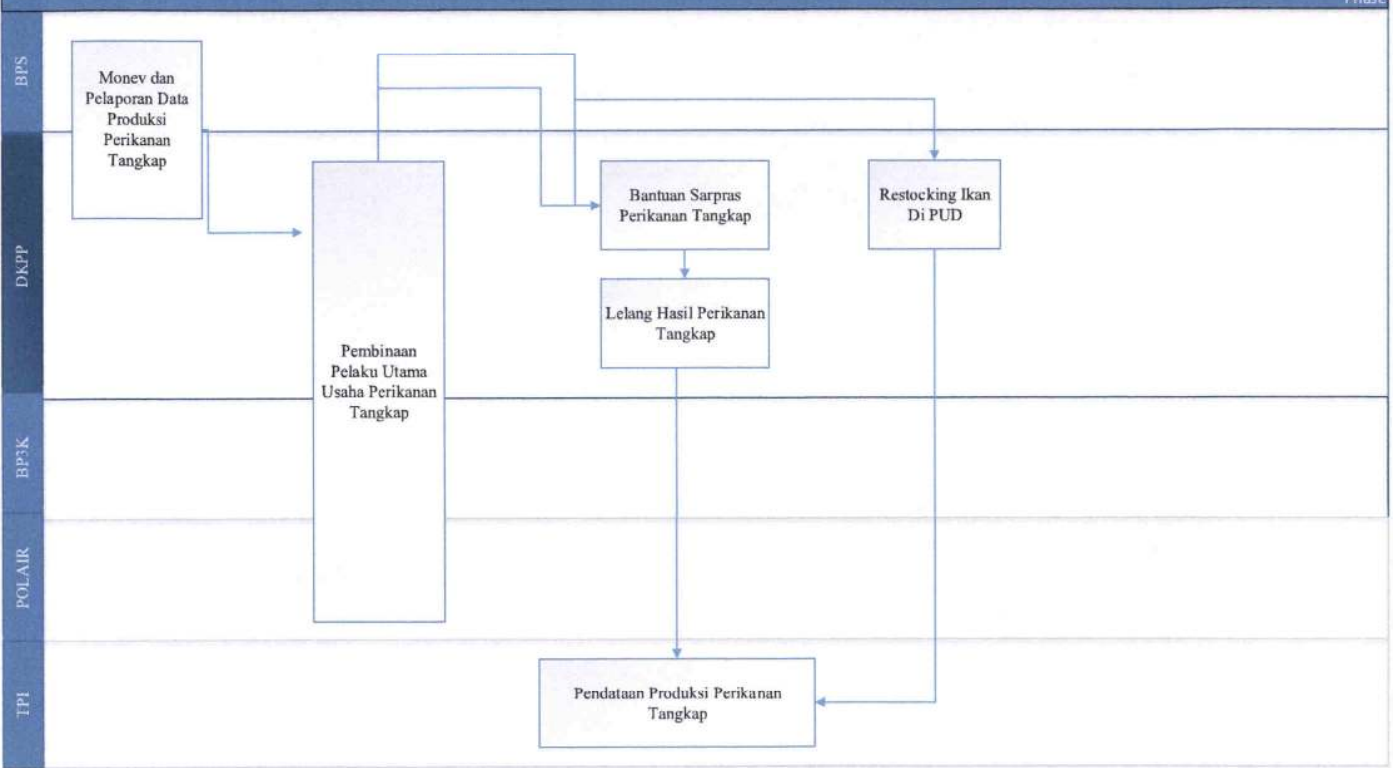 Phase
BPS
Monev dan
Pelaporan Data
Produksi
Perikanan
Tangkap
DKPP
Pembinaan
Pelaku Utama
Usaha Perikanan
Tangkap
Bantuan Sarpras
Perikanan Tangkap
Restocking Ikan
Di PUD
Lelang Hasil Perikanan
Tangkap
BP3K
POLAIR
TPI
Pendataan Produksi Perikanan
Tangkap